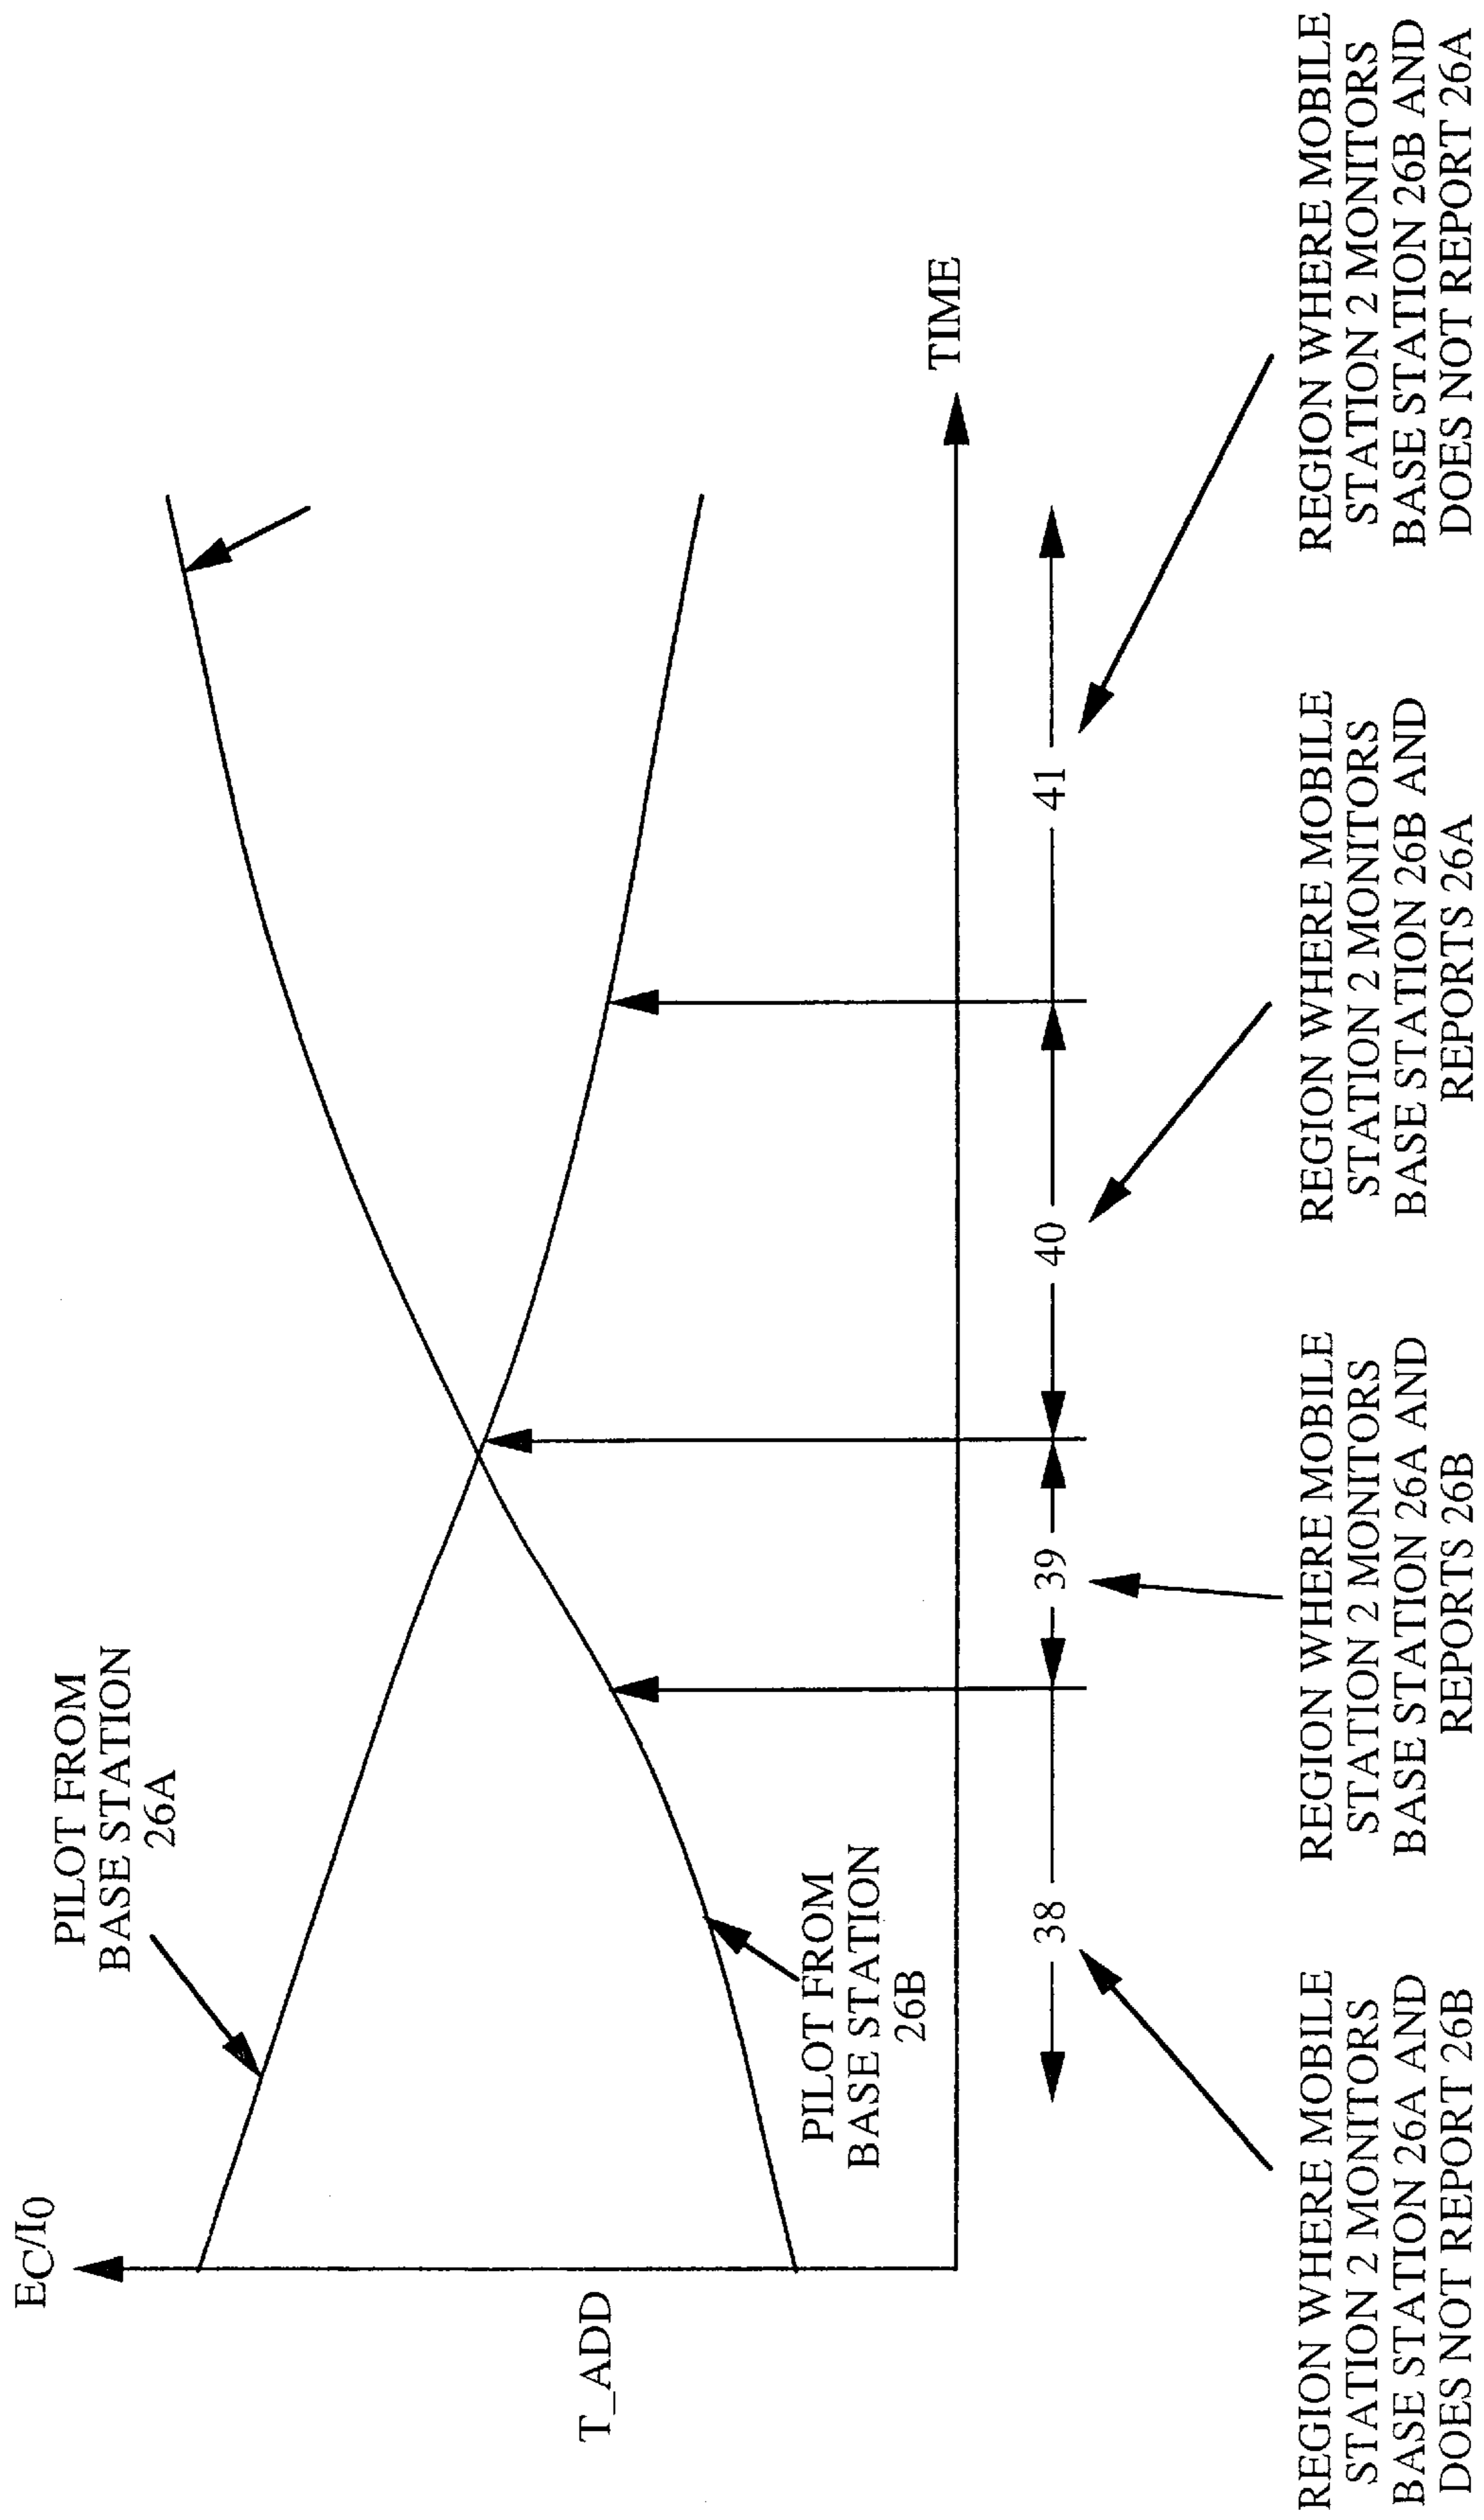 EC/I0
PILOT FROM
BASE STATION
26A
T_ADD
PILOT FROM
BASE STATION
26B
TIME
38
39
40
41
REGION WHERE MOBILE
STATION 2 MONITORS
BASE STATION 26A AND
DOES NOT REPORT 26B
REGION WHERE MOBILE
STATION 2 MONITORS
BASE STATION 26A AND
REPORTS 26B
REGION WHERE MOBILE
STATION 2 MONITORS
BASE STATION 26B AND
REPORTS 26A
REGION WHERE MOBILE
STATION 2 MONITORS
BASE STATION 26B AND
DOES NOT REPORT 26A